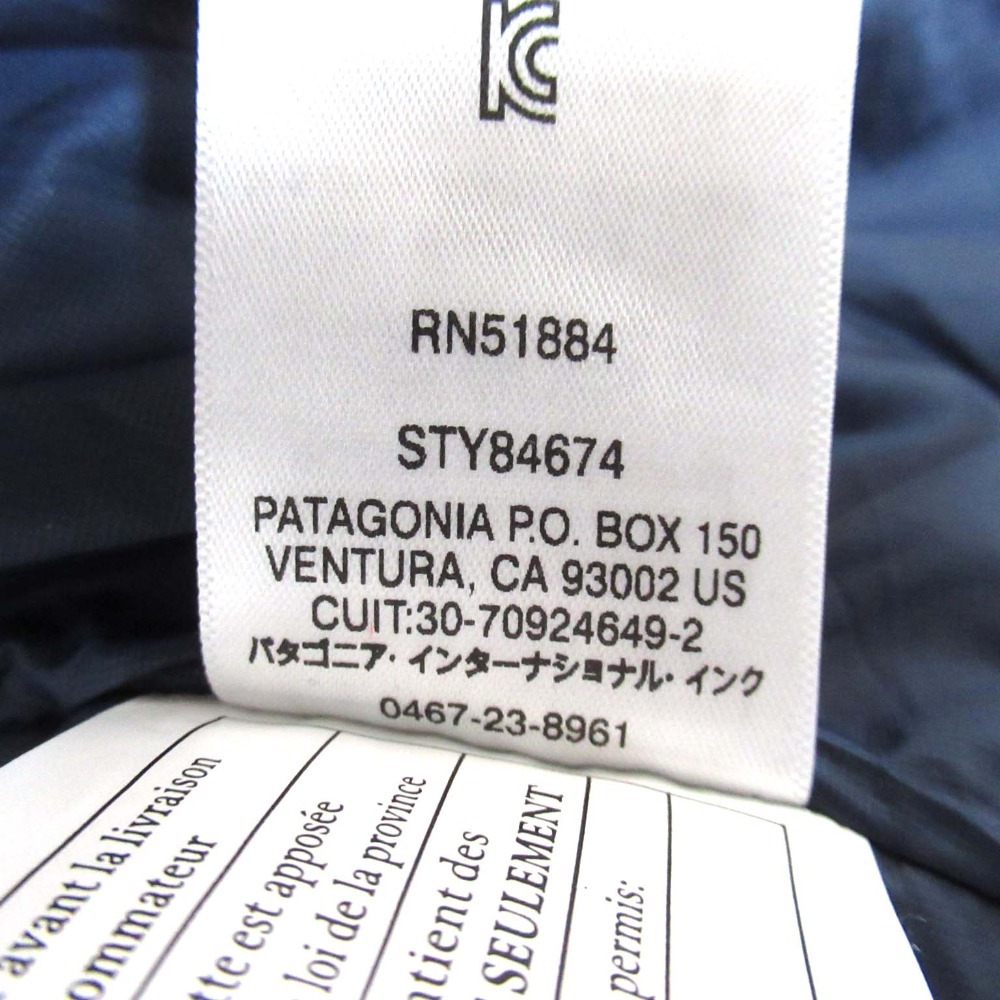 RN51884
STY84674
PATAGONIA P.O. BOX 150
VENTURA, CA 93002 US
CUIT:30-70924649-2
パタゴニア・インターナショナル・インク
0467-23-8961
avant la livraison
ommateur
tte est apposée
loi de la province
ntient des
SEULEMENT
permis: